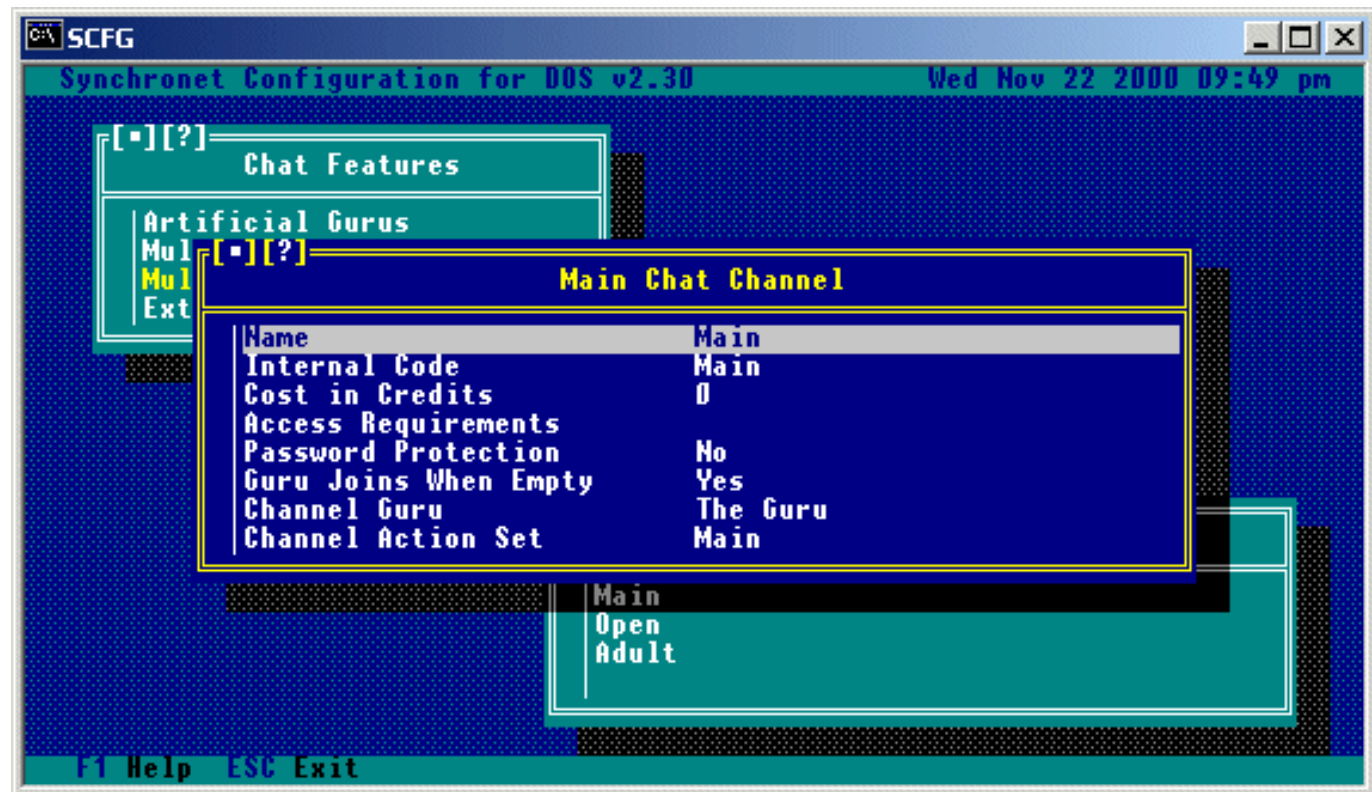 SCFG
Synchronet Configuration for DOS v2.30 Wed Nov 22 2000 09:49 pm
[▪][?]
Chat Features
Artificial Gurus
Mul
Mul
Ext
[▪][?]
Main Chat Channel
Name Main
Internal Code Main
Cost in Credits 0
Access Requirements
Password Protection No
Guru Joins When Empty Yes
Channel Guru The Guru
Channel Action Set Main
Main
Open
Adult
F1 Help ESC Exit